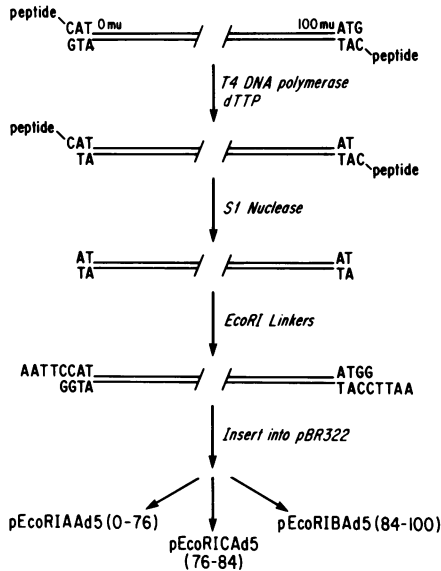 peptide CAT 0 mu 100 mu ATG
GTA TAC peptide
T4 DNA polymerase
dTTP
peptide CAT AT
TA TAC peptide
S1 Nuclease
AT AT
TA TA
EcoRI Linkers
AATTCCAT ATGG
GGTA TACCTTAA
Insert into pBR322
pEcoRIAAd5 (0-76) pEcoRIBAd5 (84-100)
pEcoRICAd5
(76-84)